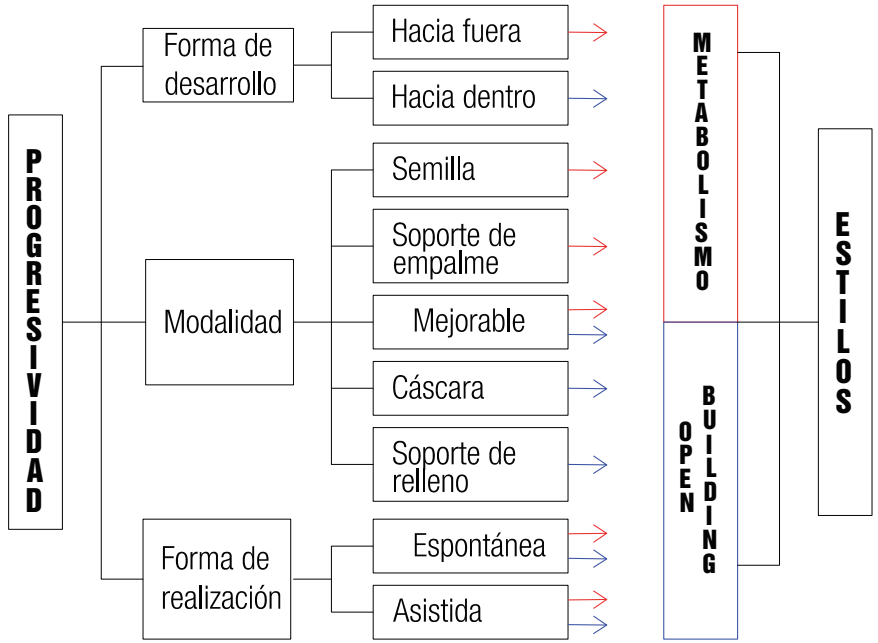 PROGRESIVIDAD
Forma de
desarrollo
Hacia fuera
Hacia dentro
Modalidad
Semilla
Soporte de
empalme
Mejorable
Cáscara
Soporte de
relleno
Forma de
realización
Espontánea
Asistida
METABOLISMO
OPEN
BUILDING
ESTILOS